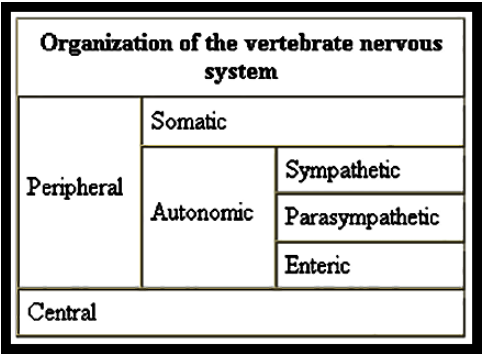 Organization of the vertebrate nervous
system
Somatic
Peripheral
Autonomic
Sympathetic
Parasympathetic
Enteric
Central